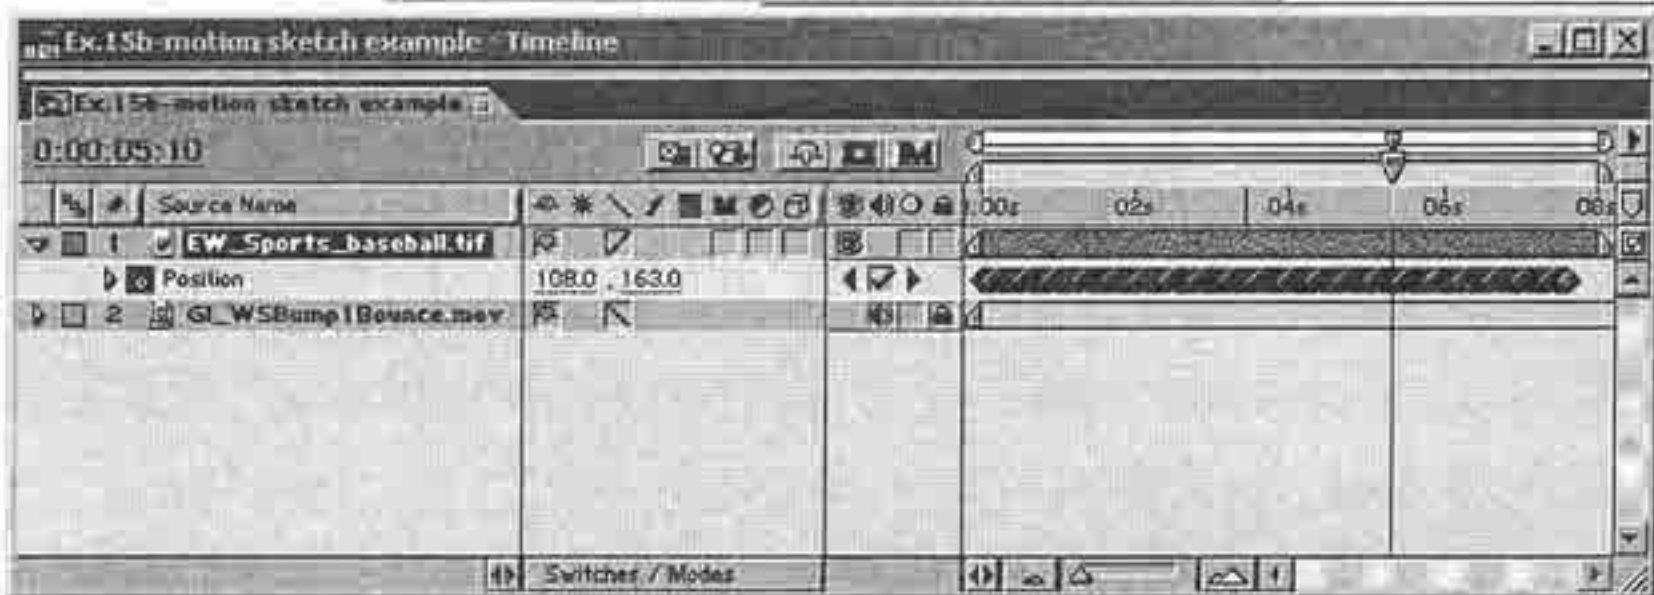 Ex.15b-motion sketch example · Timeline
Ex.15b-motion sketch example
0:00:05:10
# Source Name
:00s 02s 04s 06s 08s
1 EW_Sports_baseball.tif
Position 108.0 , 163.0
2 GI_WSBump1Bounce.mov
Switches / Modes